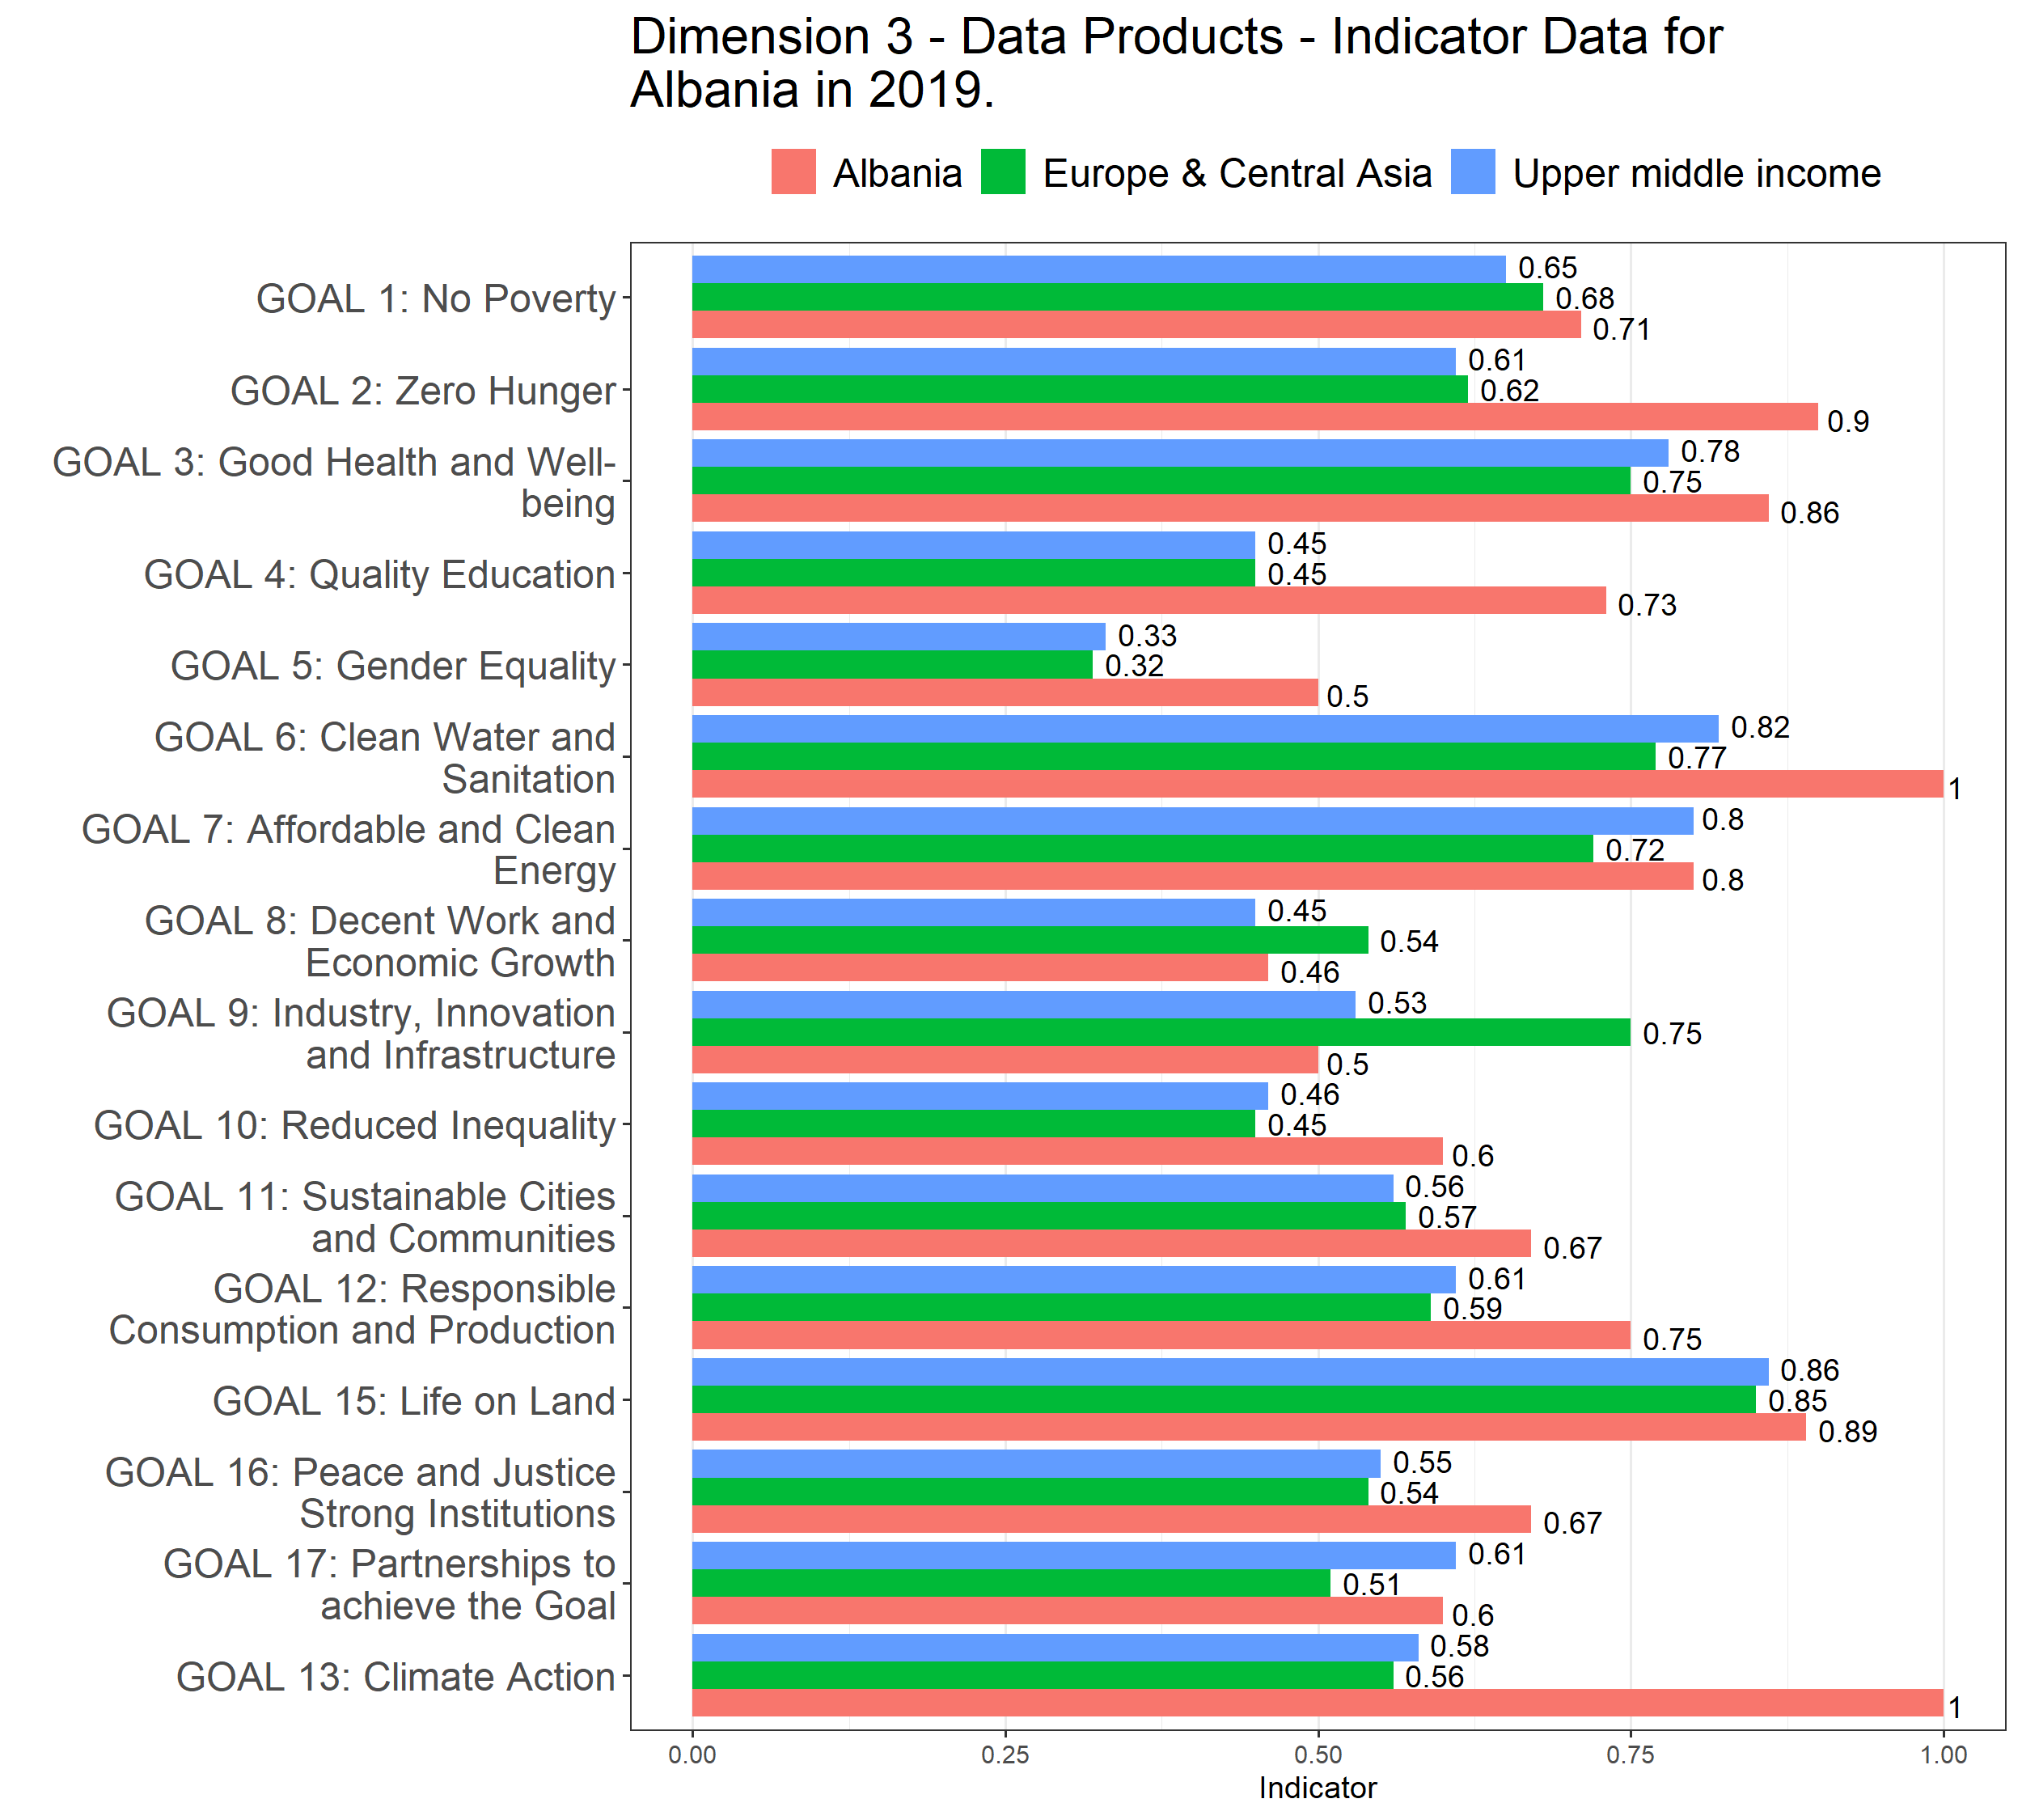 Dimension 3 - Data Products - Indicator Data for
Albania in 2019.
Albania
Europe & Central Asia
Upper middle income
GOAL 1: No Poverty
0.65
0.68
0.71
GOAL 2: Zero Hunger
0.61
0.62
0.9
GOAL 3: Good Health and Well-
being
0.78
0.75
0.86
GOAL 4: Quality Education
0.45
0.45
0.73
GOAL 5: Gender Equality
0.33
0.32
0.5
GOAL 6: Clean Water and
Sanitation
0.82
0.77
1
GOAL 7: Affordable and Clean
Energy
0.8
0.72
0.8
GOAL 8: Decent Work and
Economic Growth
0.45
0.54
0.46
GOAL 9: Industry, Innovation
and Infrastructure
0.53
0.75
0.5
GOAL 10: Reduced Inequality
0.46
0.45
0.6
GOAL 11: Sustainable Cities
and Communities
0.56
0.57
0.67
GOAL 12: Responsible
Consumption and Production
0.61
0.59
0.75
GOAL 15: Life on Land
0.86
0.85
0.89
GOAL 16: Peace and Justice
Strong Institutions
0.55
0.54
0.67
GOAL 17: Partnerships to
achieve the Goal
0.61
0.51
0.6
GOAL 13: Climate Action
0.58
0.56
1
0.00 0.25 0.50 0.75 1.00
Indicator